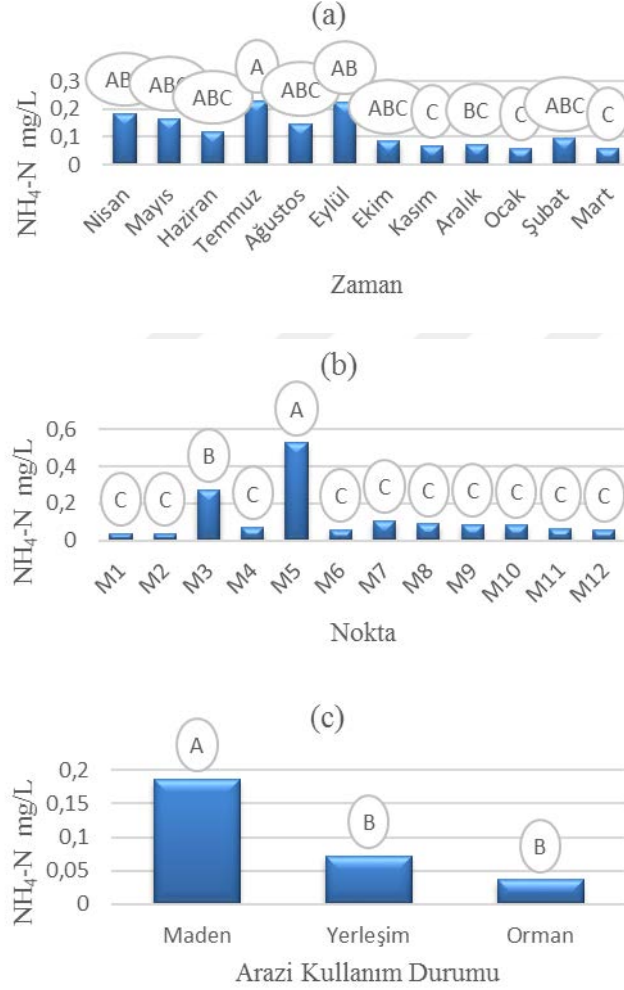 (a)
NH₄-N mg/L
0,3
0,2
0,1
0
ABC
ABC
A
ABC
AB
ABC
C
BC
C
ABC
C
Nisan
Mayıs
Haziran
Temmuz
Ağustos
Eylül
Ekim
Kasım
Aralık
Ocak
Şubat
Mart
Zaman
(b)
NH₄-N mg/L
0,6
0,4
0,2
0
C
C
B
C
A
C
C
C
C
C
C
C
M1
M2
M3
M4
M5
M6
M7
M8
M9
M10
M11
M12
Nokta
(c)
NH₄-N mg/L
0,2
0,15
0,1
0,05
0
A
B
B
Maden
Yerleşim
Orman
Arazi Kullanım Durumu